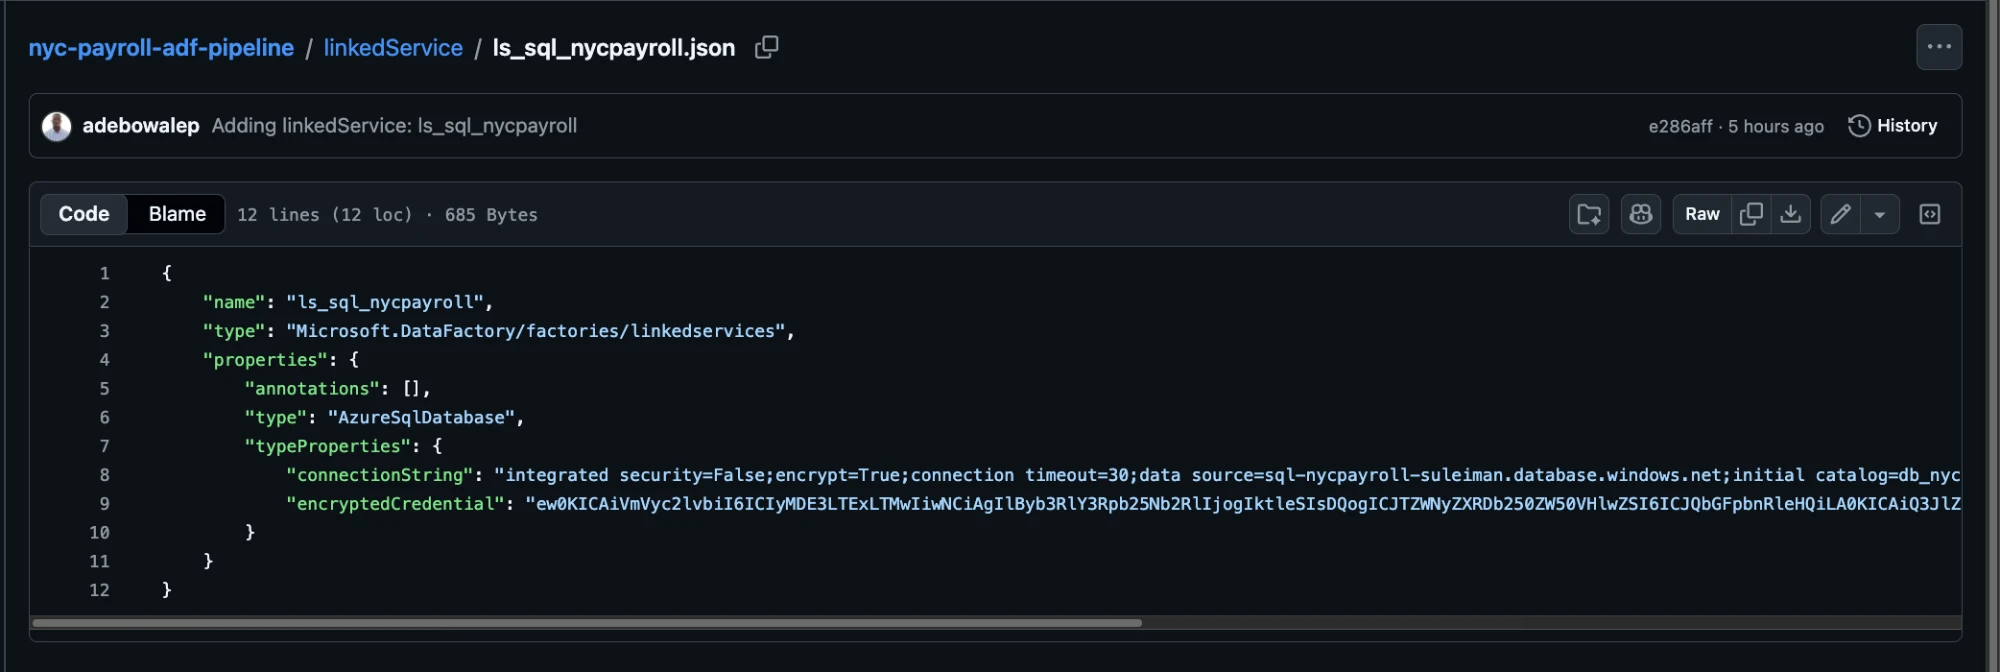 nyc-payroll-adf-pipeline / linkedService / ls_sql_nycpayroll.json
adebowalep Adding linkedService: ls_sql_nycpayroll e286aff · 5 hours ago History
Code Blame 12 lines (12 loc) · 685 Bytes Raw
1 {
2 "name": "ls_sql_nycpayroll",
3 "type": "Microsoft.DataFactory/factories/linkedservices",
4 "properties": {
5 "annotations": [],
6 "type": "AzureSqlDatabase",
7 "typeProperties": {
8 "connectionString": "integrated security=False;encrypt=True;connection timeout=30;data source=sql-nycpayroll-suleiman.database.windows.net;initial catalog=db_nyc
9 "encryptedCredential": "ew0KICAiVmVyc2lvbiI6ICIyMDE3LTExLTMwIiwNCiAgIlByb3RlY3Rpb25Nb2RlIjogIktleSIsDQogICJTZWNyZXRDb250ZW50VHlwZSI6ICJQbGFpbnRleHQiLA0KICAiQ3JlZ
10 }
11 }
12 }